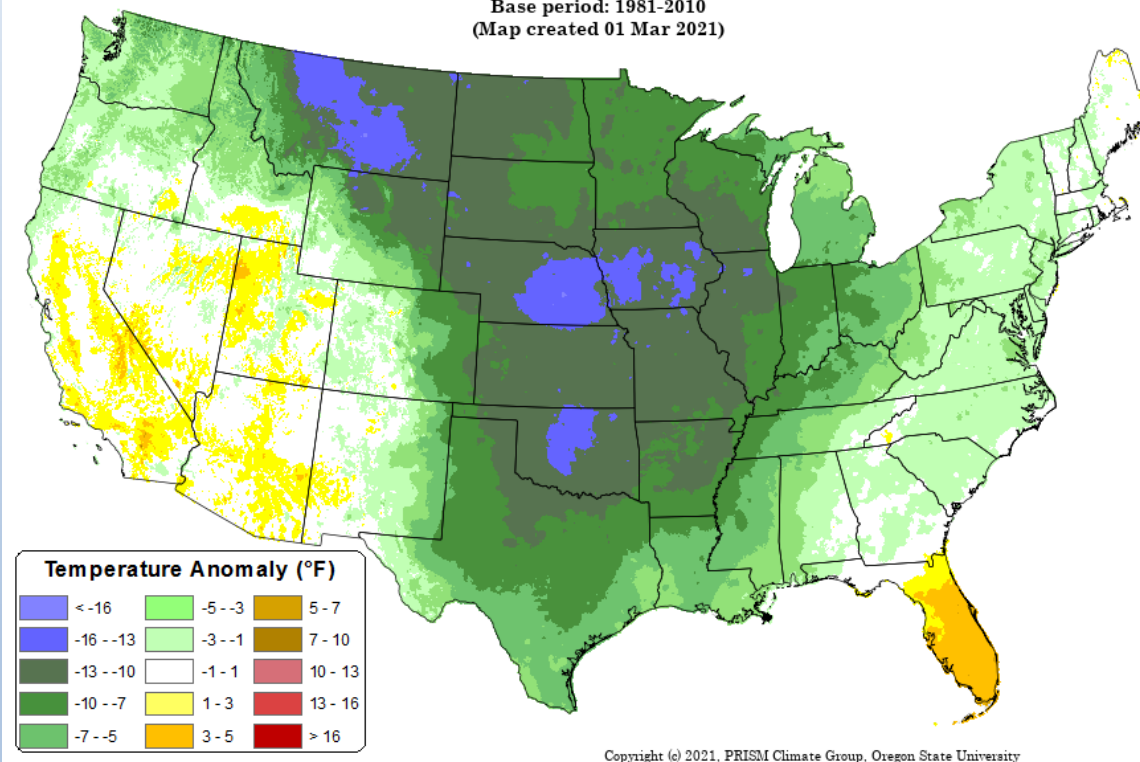 Base period: 1981-2010
(Map created 01 Mar 2021)
Temperature Anomaly (°F)
< -16
-5 - -3
5 - 7
-16 - -13
-3 - -1
7 - 10
-13 - -10
-1 - 1
10 - 13
-10 - -7
1 - 3
13 - 16
-7 - -5
3 - 5
> 16
Copyright (c) 2021, PRISM Climate Group, Oregon State University